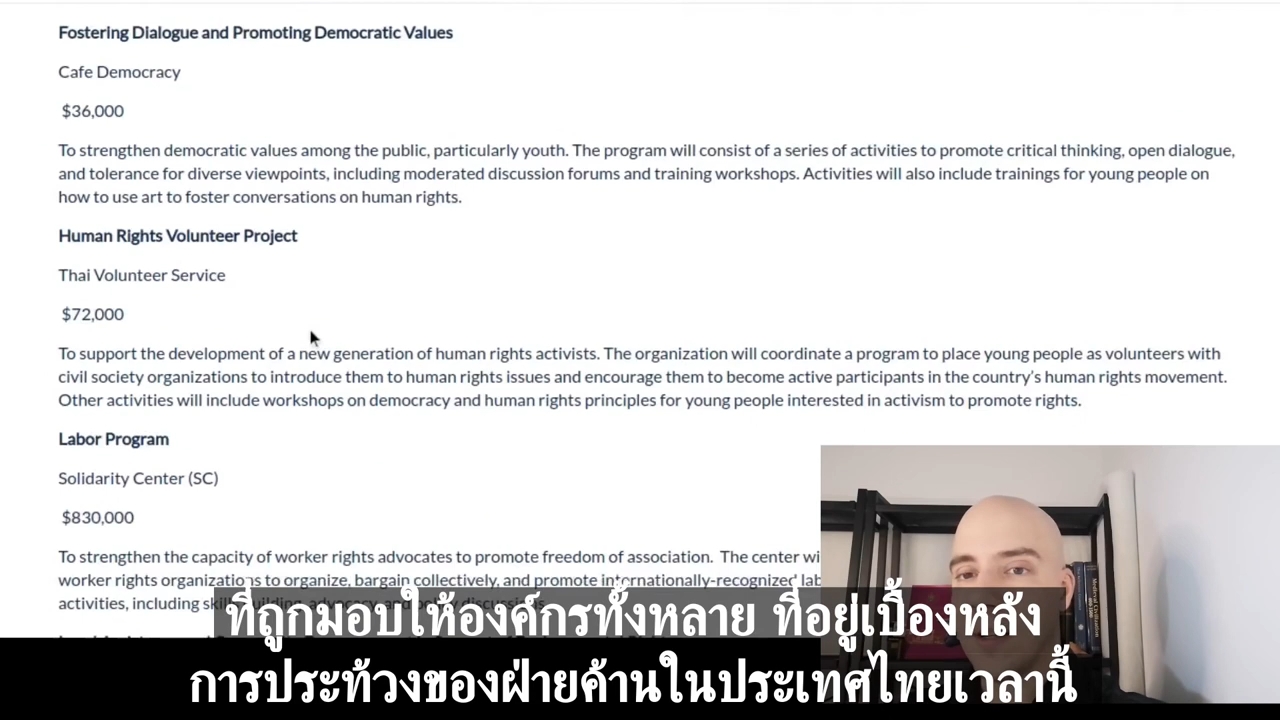 Fostering Dialogue and Promoting Democratic Values
Cafe Democracy
$36,000
To strengthen democratic values among the public, particularly youth. The program will consist of a series of activities to promote critical thinking, open dialogue,
and tolerance for diverse viewpoints, including moderated discussion forums and training workshops. Activities will also include trainings for young people on
how to use art to foster conversations on human rights.
Human Rights Volunteer Project
Thai Volunteer Service
$72,000
To support the development of a new generation of human rights activists. The organization will coordinate a program to place young people as volunteers with
civil society organizations to introduce them to human rights issues and encourage them to become active participants in the country's human rights movement.
Other activities will include workshops on democracy and human rights principles for young people interested in activism to promote rights.
Labor Program
Solidarity Center (SC)
$830,000
To strengthen the capacity of worker rights advocates to promote freedom of association. The center wi
worker rights organizations to organize, bargain collectively, and promote internationally-recognized lab
activities, including skill building, advocacy, and policy discussions.
Medieval Civilization
ที่ถูกมอบให้องค์กรทั้งหลาย ที่อยู่เบื้องหลัง
การประท้วงของฝ่ายค้านในประเทศไทยเวลานี้